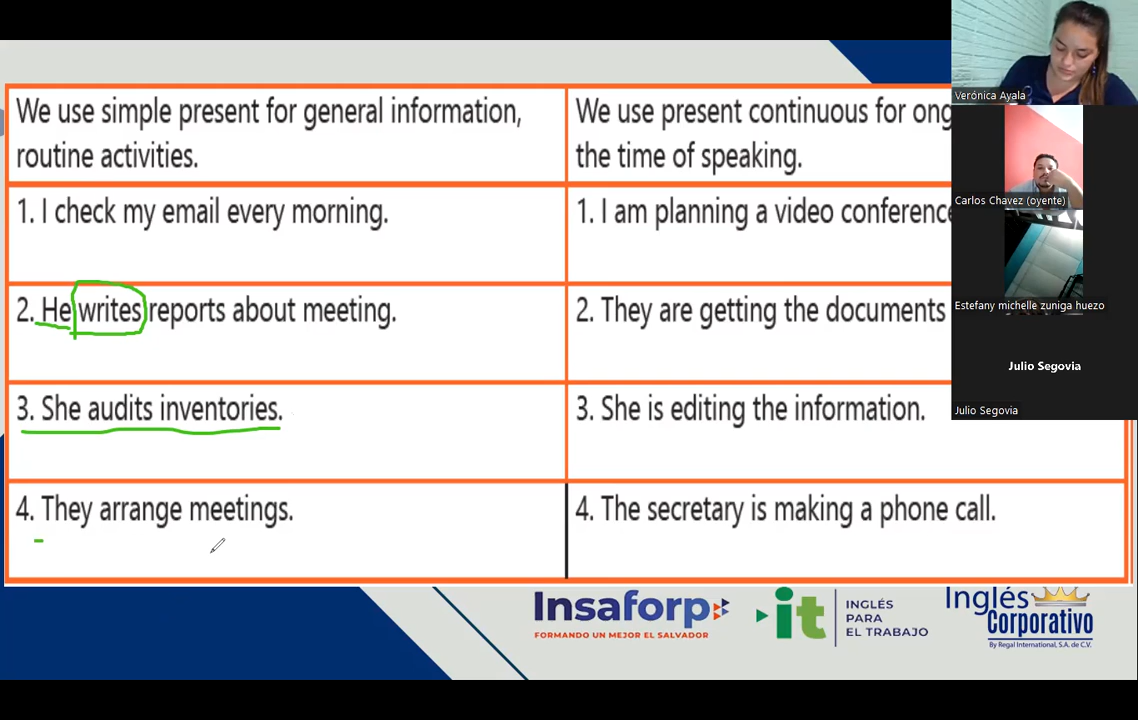 We use simple present for general information,
routine activities.
We use present continuous for ong
the time of speaking.
1. I check my email every morning.
1. I am planning a video conference
2. He writes reports about meeting.
2. They are getting the documents
3. She audits inventories.
3. She is editing the information.
4. They arrange meetings.
4. The secretary is making a phone call.
Verónica Ayala
Carlos Chavez (oyente)
Estefany michelle zuniga huezo
Julio Segovia
Julio Segovia
Insaforp
FORMANDO UN MEJOR EL SALVADOR
it
INGLÉS
PARA
EL TRABAJO
Inglés
Corporativo
By Regal International, S.A. de C.V.